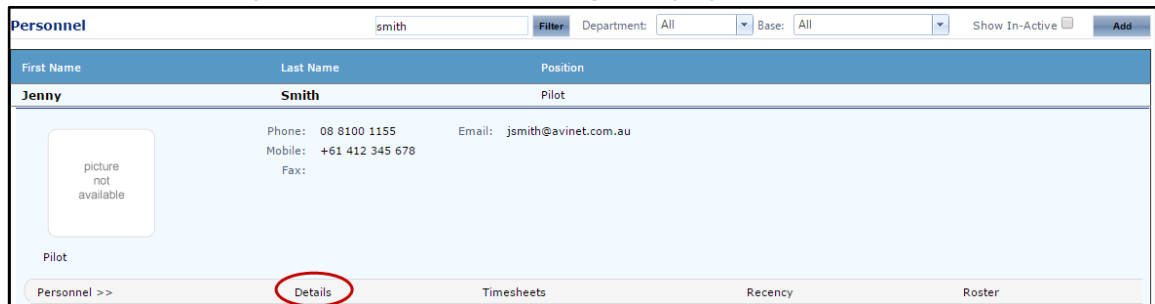 Personnel smith Filter Department: All Base: All Show In-Active Add
First Name Last Name Position
Jenny Smith Pilot
Phone: 08 8100 1155 Email: jsmith@avinet.com.au
Mobile: +61 412 345 678
Fax:
picture
not
available
Pilot
Personnel >> Details Timesheets Recency Roster